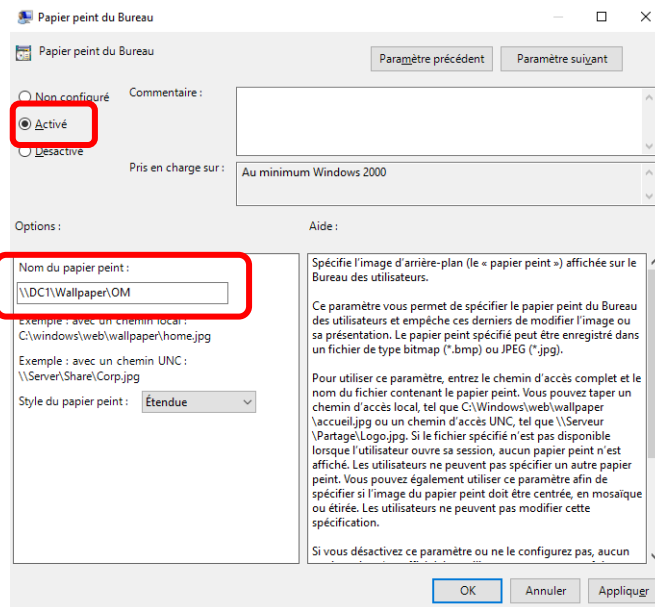 Papier peint du Bureau
Papier peint du Bureau
Paramètre précédent
Paramètre suivant
Non configuré
Commentaire :
Activé
Désactivé
Pris en charge sur :
Au minimum Windows 2000
Options :
Aide :
Nom du papier peint :
\\DC1\Wallpaper\OM
Exemple : avec un chemin local :
C:\windows\web\wallpaper\home.jpg
Exemple : avec un chemin UNC :
\\Server\Share\Corp.jpg
Style du papier peint :
Étendue
Spécifie l'image d'arrière-plan (le « papier peint ») affichée sur le
Bureau des utilisateurs.
Ce paramètre vous permet de spécifier le papier peint du Bureau
des utilisateurs et empêche ces derniers de modifier l'image ou
sa présentation. Le papier peint spécifié peut être enregistré dans
un fichier de type bitmap (*.bmp) ou JPEG (*.jpg).
Pour utiliser ce paramètre, entrez le chemin d'accès complet et le
nom du fichier contenant le papier peint. Vous pouvez taper un
chemin d'accès local, tel que C:\Windows\web\wallpaper
\accueil.jpg ou un chemin d'accès UNC, tel que \\Serveur
\Partage\Logo.jpg. Si le fichier spécifié n'est pas disponible
lorsque l'utilisateur ouvre sa session, aucun papier peint n'est
affiché. Les utilisateurs ne peuvent pas spécifier un autre papier
peint. Vous pouvez également utiliser ce paramètre afin de
spécifier si l'image du papier peint doit être centrée, en mosaïque
ou étirée. Les utilisateurs ne peuvent pas modifier cette
spécification.
Si vous désactivez ce paramètre ou ne le configurez pas, aucun
OK
Annuler
Appliquer